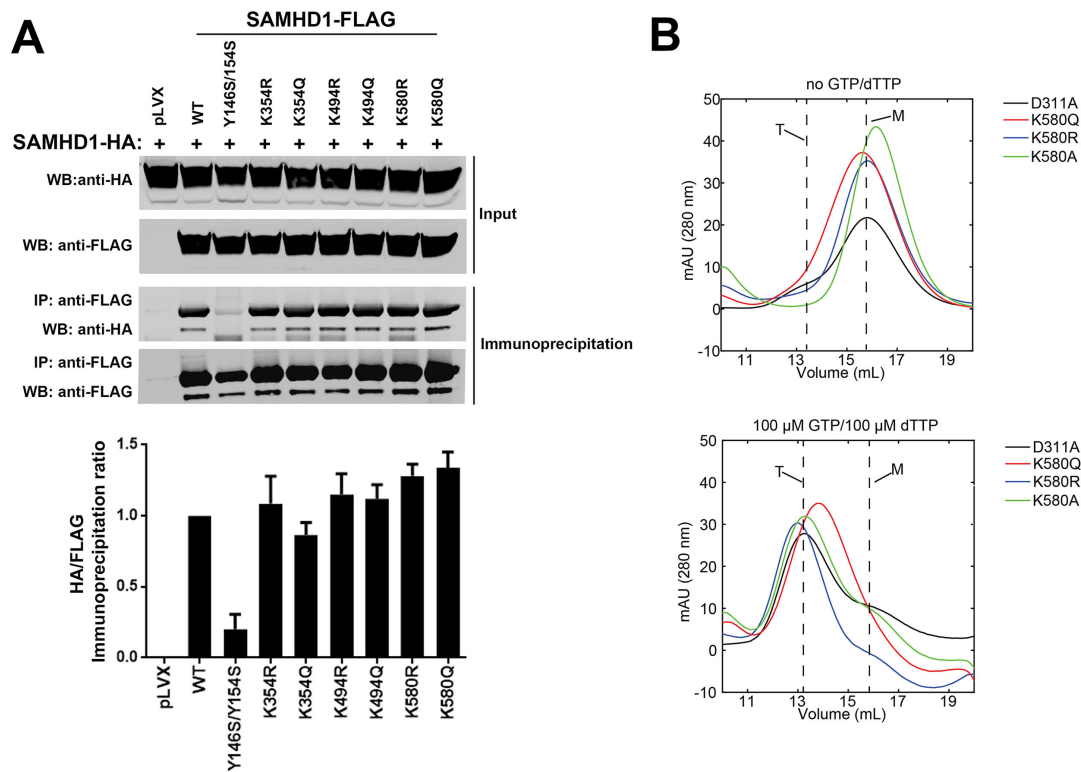 A
SAMHD1-FLAG
pLVX
WT
Y146S/154S
K354R
K354Q
K494R
K494Q
K580R
K580Q
SAMHD1-HA: + + + + + + + + +
WB:anti-HA
WB: anti-FLAG
Input
IP: anti-FLAG
WB: anti-HA
IP: anti-FLAG
WB: anti-FLAG
Immunoprecipitation
HA/FLAG
Immunoprecipitation ratio
1.5
1.0
0.5
0.0
pLVX
WT
Y146S/Y154S
K354R
K354Q
K494R
K494Q
K580R
K580Q
B
no GTP/dTTP
mAU (280 nm)
50
40
30
20
10
0
-10
T
M
11 13 15 17 19
Volume (mL)
D311A
K580Q
K580R
K580A
100 µM GTP/100 µM dTTP
mAU (280 nm)
50
40
30
20
10
0
-10
T
M
11 13 15 17 19
Volume (mL)
D311A
K580Q
K580R
K580A